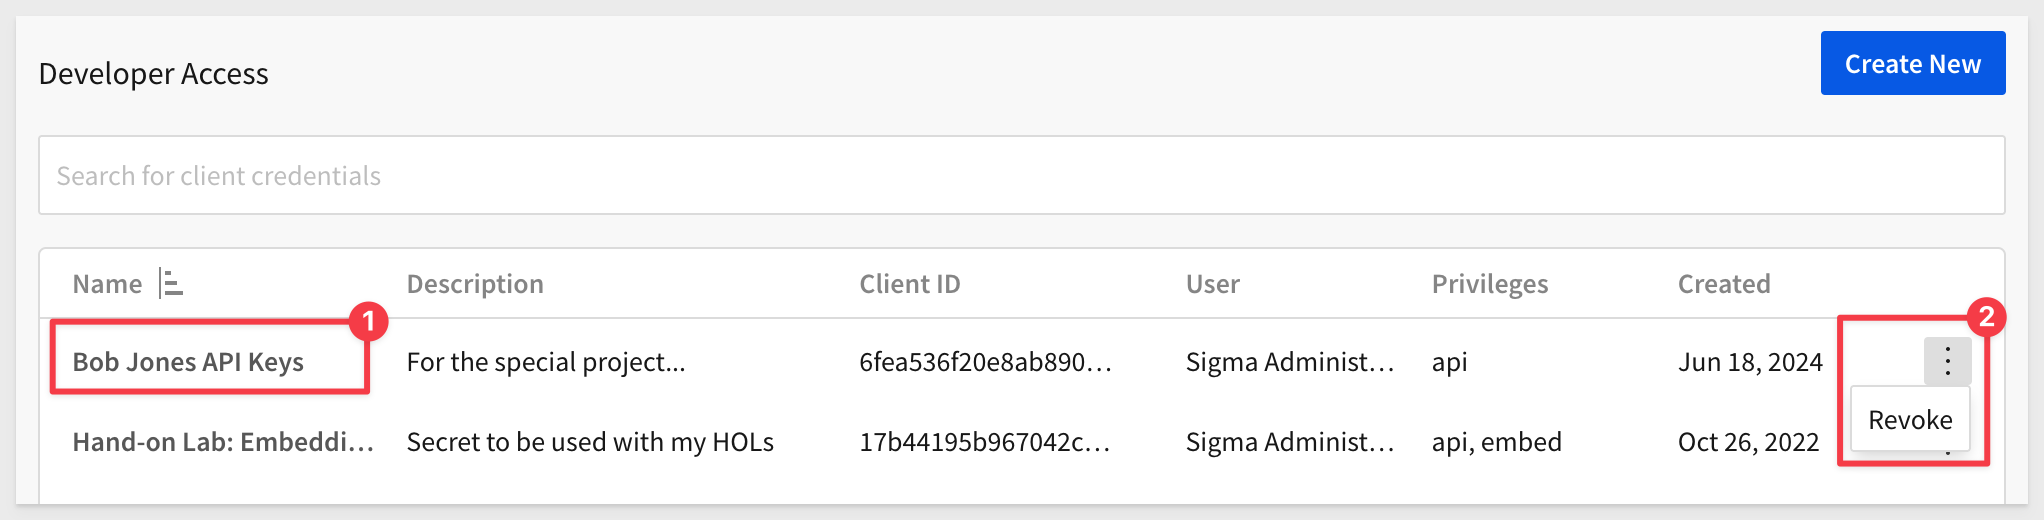 Developer Access
Create New
Search for client credentials
Name Description Client ID User Privileges Created
1
2
Bob Jones API Keys For the special project... 6fea536f20e8ab890... Sigma Administ... api Jun 18, 2024
Revoke
Hand-on Lab: Embeddi... Secret to be used with my HOLs 17b44195b967042c... Sigma Administ... api, embed Oct 26, 2022